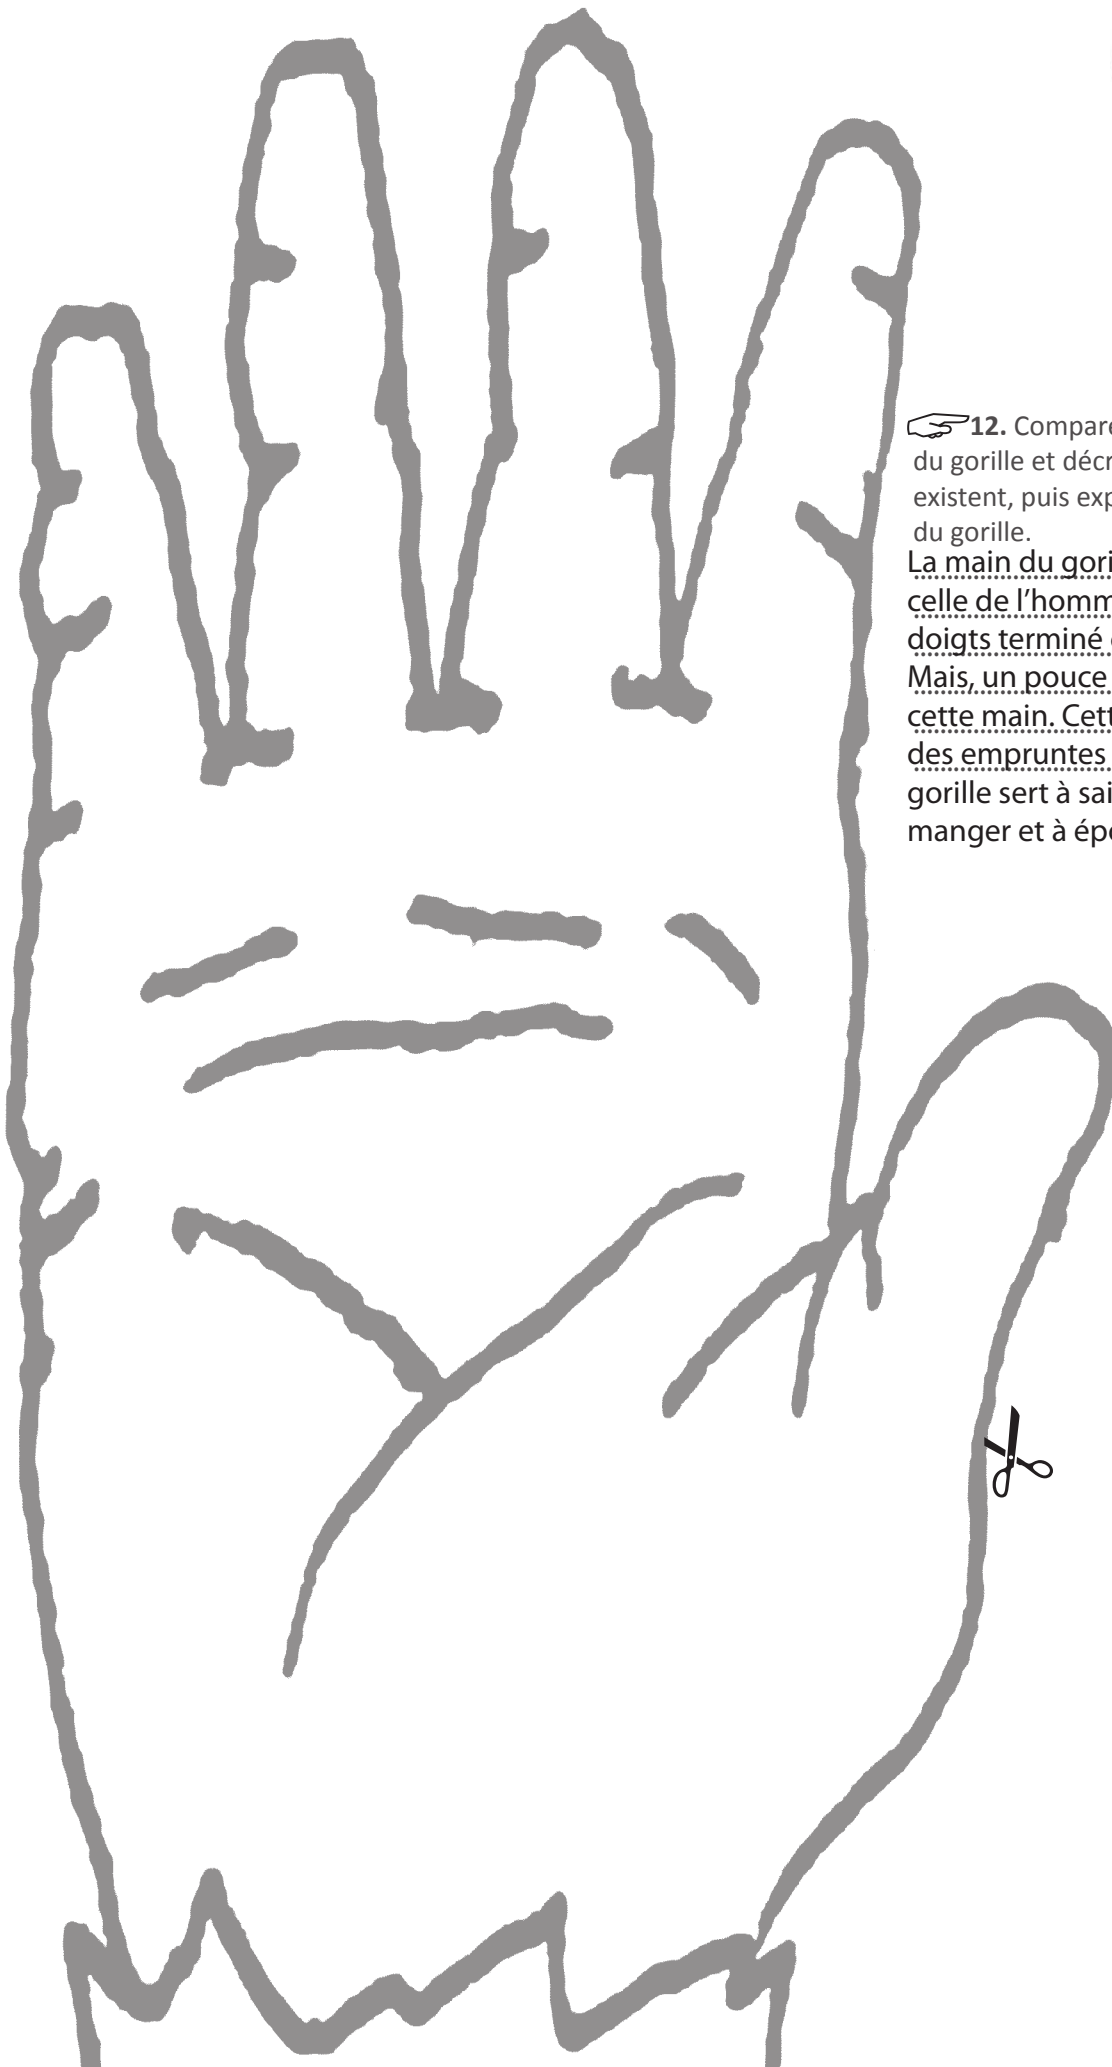 12. Compare
du gorille et décr
existent, puis exp
du gorille.
La main du gori
celle de l'homm
doigts terminé
Mais, un pouce
cette main. Cett
des empruntes
gorille sert à sai
manger et à épo